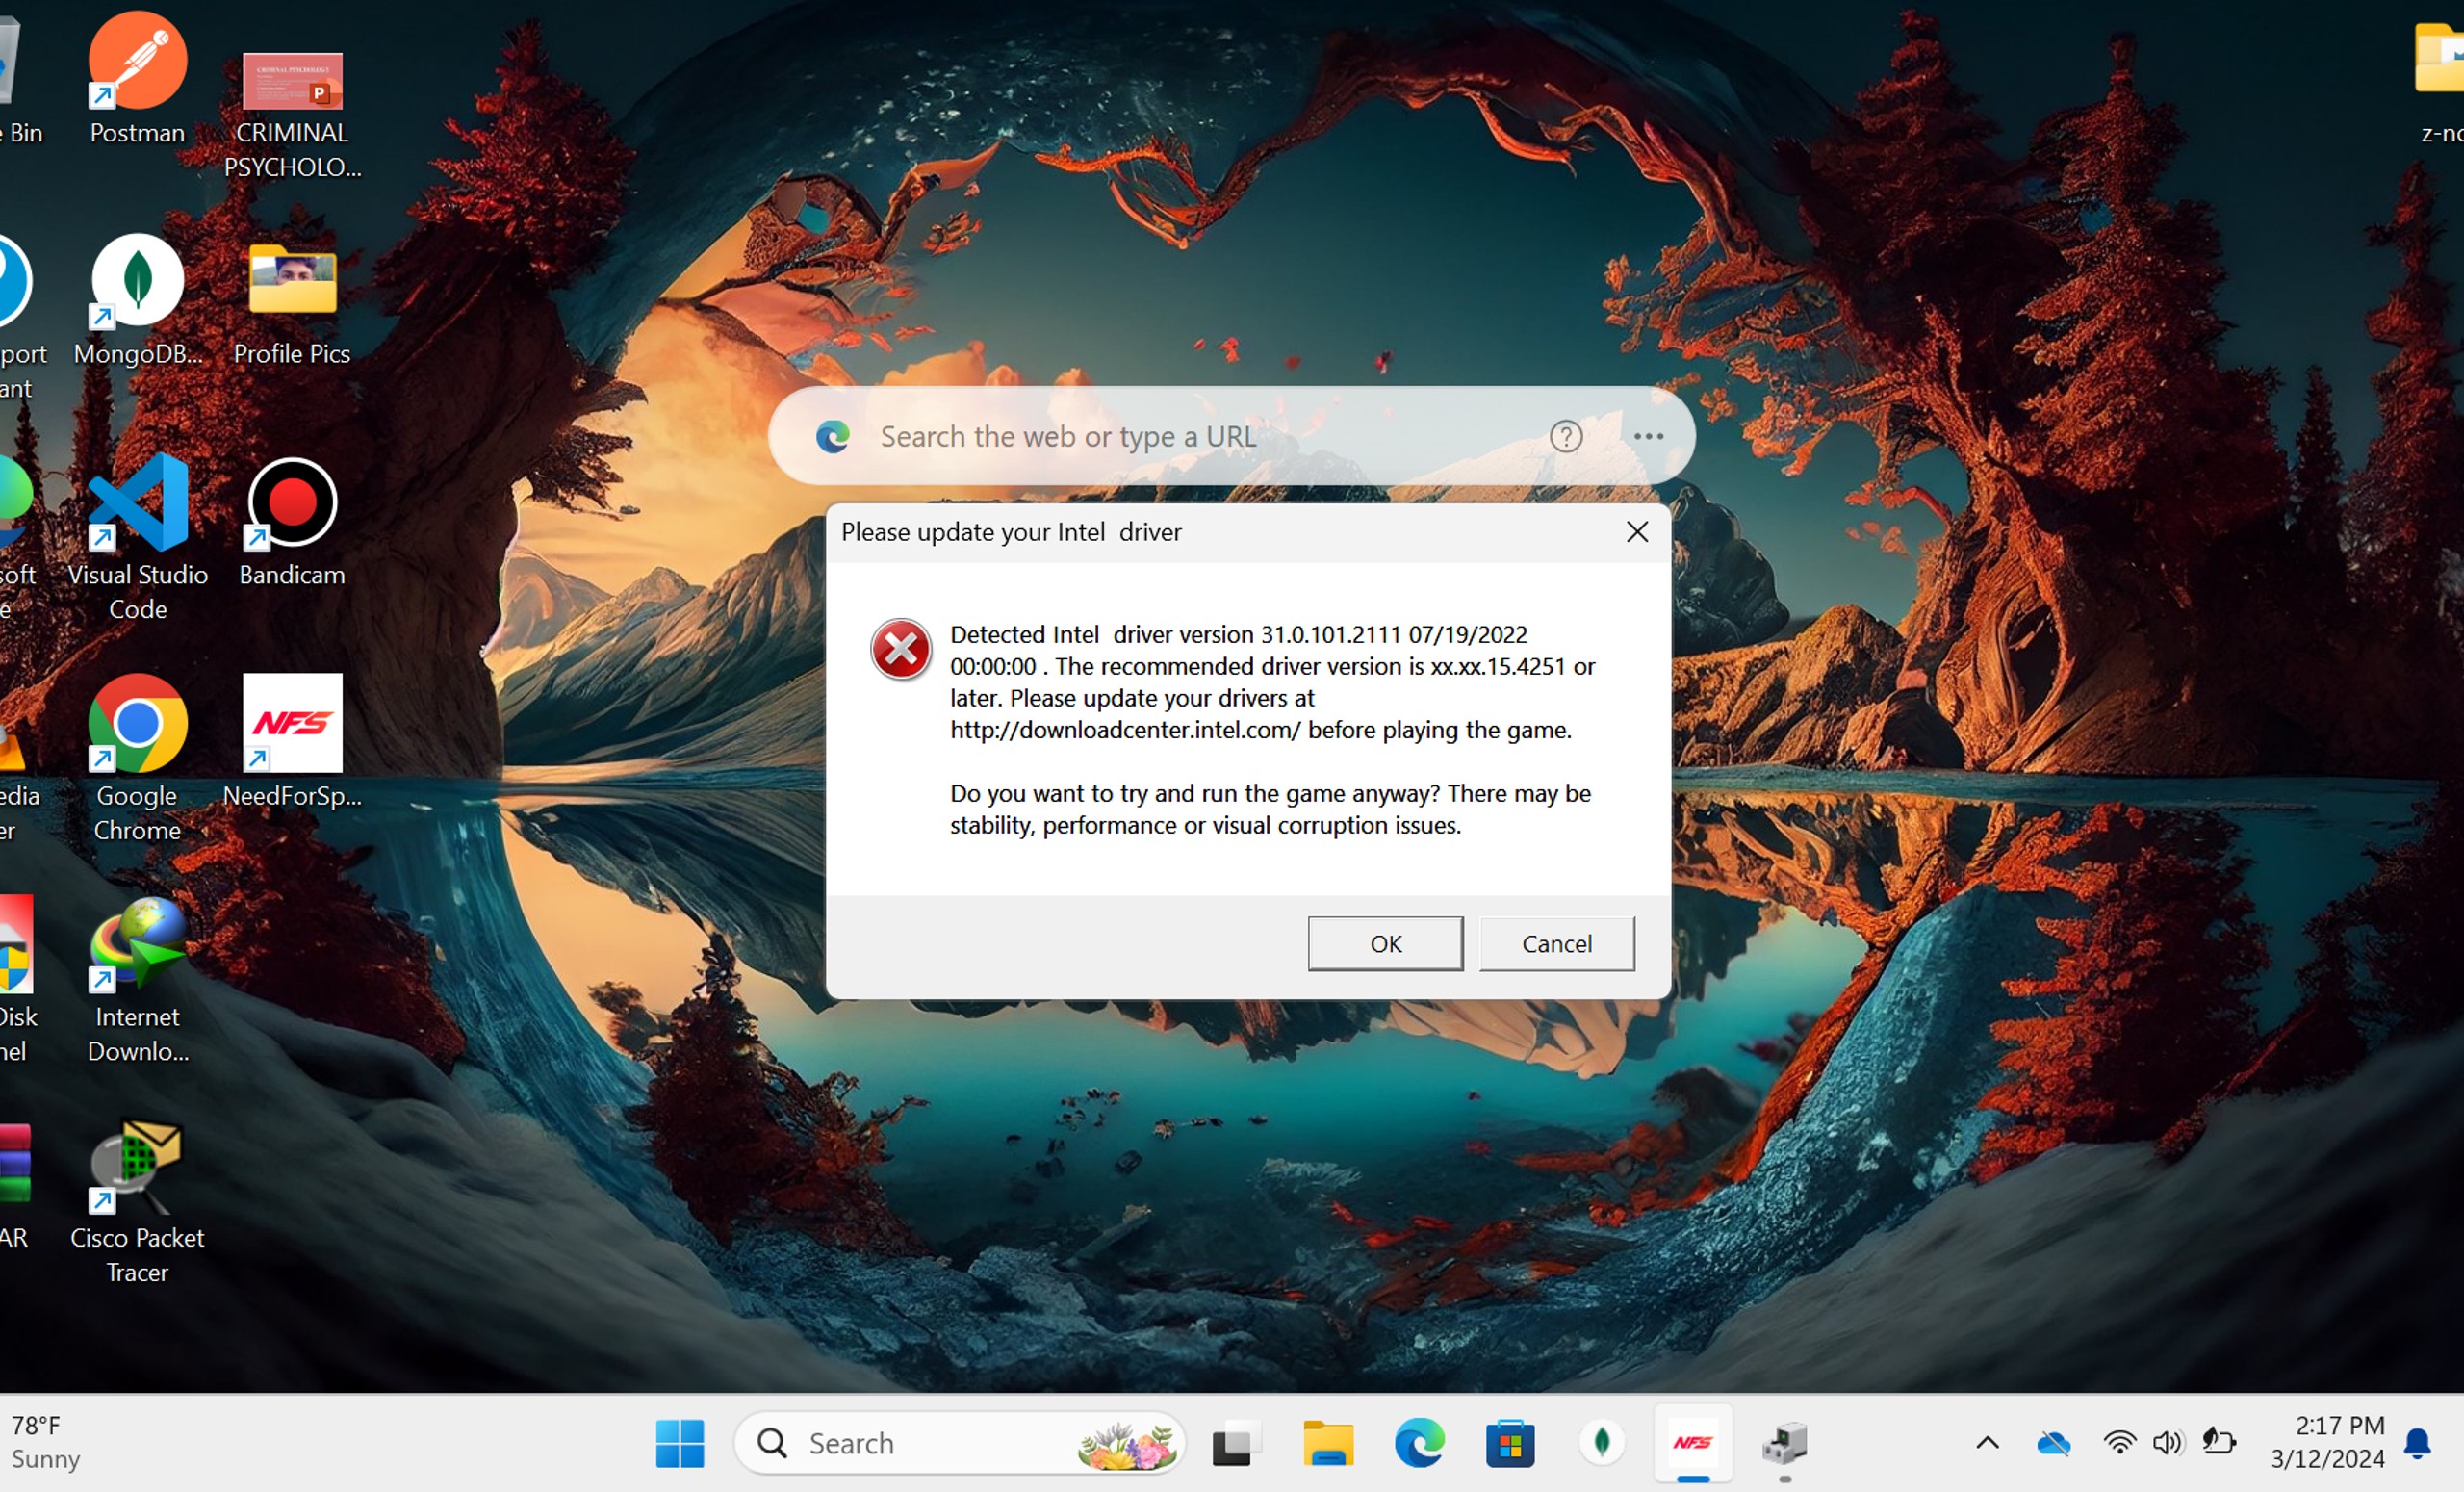 e Bin
Postman
CRIMINAL
PSYCHOLO...
CRIMINAL PSYCHOLOGY
P
z-no
port
ant
MongoDB...
Profile Pics
Search the web or type a URL
soft
e
Visual Studio
Code
Bandicam
Please update your Intel  driver
Detected Intel  driver version 31.0.101.2111 07/19/2022
00:00:00 . The recommended driver version is xx.xx.15.4251 or
later. Please update your drivers at
http://downloadcenter.intel.com/ before playing the game.
Do you want to try and run the game anyway? There may be
stability, performance or visual corruption issues.
OK
Cancel
edia
er
Google
Chrome
NFS
NeedForSp...
Disk
nel
Internet
Downlo...
AR
Cisco Packet
Tracer
78°F
Sunny
Search
NFS
2:17 PM
3/12/2024